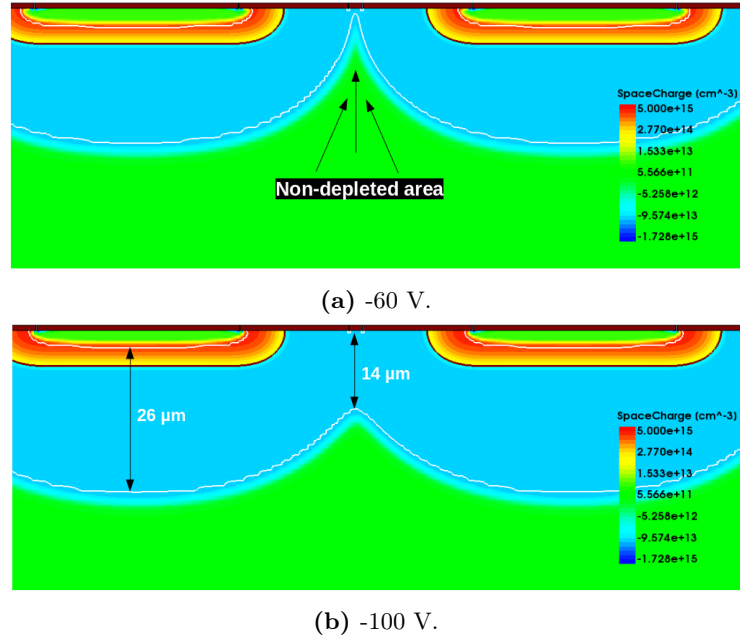 SpaceCharge (cm^-3)
5.000e+15
2.770e+14
1.533e+13
5.566e+11
-5.258e+12
-9.574e+13
-1.728e+15
Non-depleted area
(a) -60 V.
14 µm
26 µm
SpaceCharge (cm^-3)
5.000e+15
2.770e+14
1.533e+13
5.566e+11
-5.258e+12
-9.574e+13
-1.728e+15
(b) -100 V.